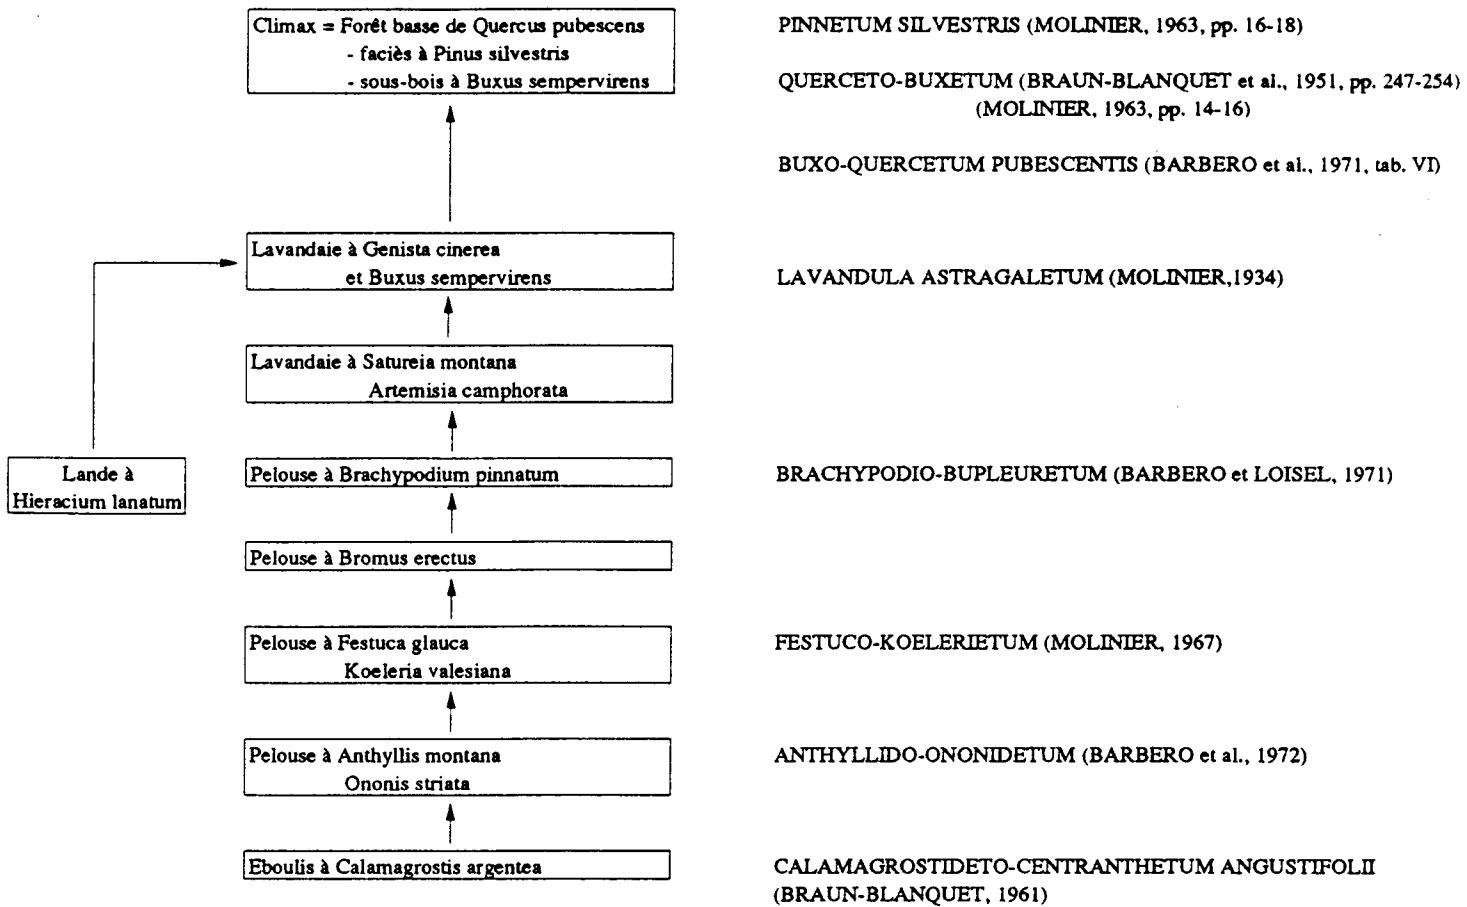 Climax = Forêt basse de Quercus pubescens
- faciès à Pinus silvestris
- sous-bois à Buxus sempervirens
PINNETUM SILVESTRIS (MOLINIER, 1963, pp. 16-18)
QUERCETO-BUXETUM (BRAUN-BLANQUET et al., 1951, pp. 247-254)
(MOLINIER, 1963, pp. 14-16)
BUXO-QUERCETUM PUBESCENTIS (BARBERO et al., 1971, tab. VI)
Lavandaie à Genista cinerea
et Buxus sempervirens
LAVANDULA ASTRAGALETUM (MOLINIER,1934)
Lavandaie à Satureia montana
Artemisia camphorata
Lande à
Hieracium lanatum
Pelouse à Brachypodium pinnatum
BRACHYPODIO-BUPLEURETUM (BARBERO et LOISEL, 1971)
Pelouse à Bromus erectus
Pelouse à Festuca glauca
Koeleria valesiana
FESTUCO-KOELERIETUM (MOLINIER, 1967)
Pelouse à Anthyllis montana
Ononis striata
ANTHYLLIDO-ONONIDETUM (BARBERO et al., 1972)
Eboulis à Calamagrostis argentea
CALAMAGROSTIDETO-CENTRANTHETUM ANGUSTIFOLII
(BRAUN-BLANQUET, 1961)